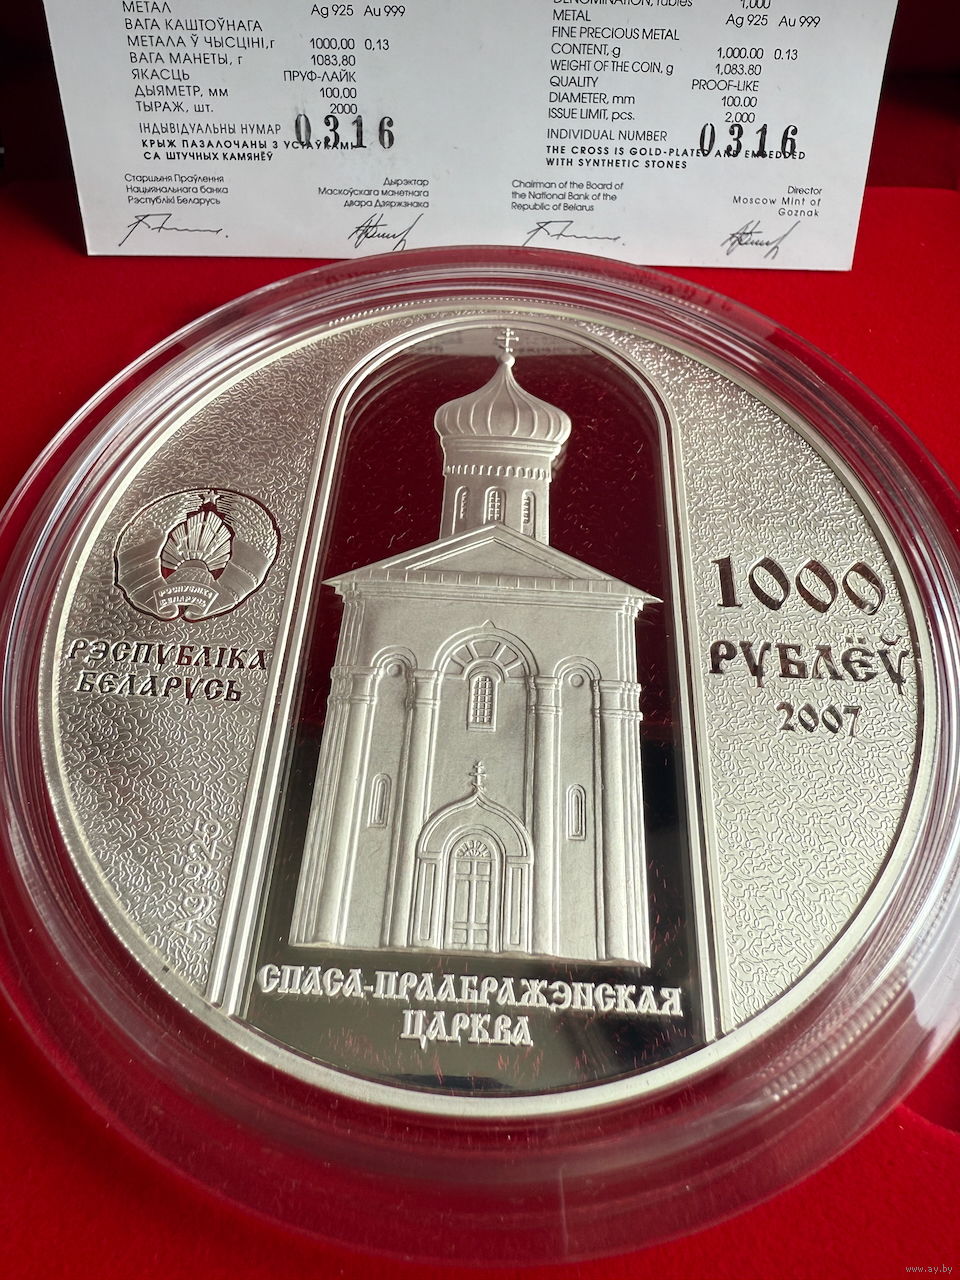 МЕТАЛ Ag 925 Au 999
ВАГА КАШТОЎНАГА
МЕТАЛА Ў ЧЫСЦІНІ, г 1000.00 0,13
ВАГА МАНЕТЫ, г 1083,80
ЯКАСЦЬ ПРУФ-ЛАЙК
ДЫЯМЕТР, мм 100.00
ТЫРАЖ, шт. 2000
ІНДЫВІДУАЛЬНЫ НУМАР 0316
КРЫЖ ПАЗАЛОЧАНЫ З УСТАЎКАМІ
СА ШТУЧНЫХ КАМЯНЁЎ
Старшыня Праўлення
Нацыянальнага банка
Рэспублікі Беларусь
Дырэктар
Маскоўскага манетнага
двара Дзяржзнака
DENOMINATION, rubles 1,000
METAL Ag 925 Au 999
FINE PRECIOUS METAL
CONTENT, g 1,000.00 0.13
WEIGHT OF THE COIN, g 1,083.80
QUALITY PROOF-LIKE
DIAMETER, mm 100.00
ISSUE LIMIT, pcs. 2,000
INDIVIDUAL NUMBER 0316
THE CROSS IS GOLD-PLATED AND EMBEDDED
WITH SYNTHETIC STONES
Chairman of the Board of
the National Bank of the
Republic of Belarus
Director
Moscow Mint of
Goznak
РЭСПУБЛІКА
БЕЛАРУСЬ
РЭСПУБЛІКА
БЕЛАРУСЬ
Ag 925
1000
РУБЛЁЎ
2007
СПАСА-ПРААБРАЖЭНСКАЯ
ЦАРКВА
www.ay.by